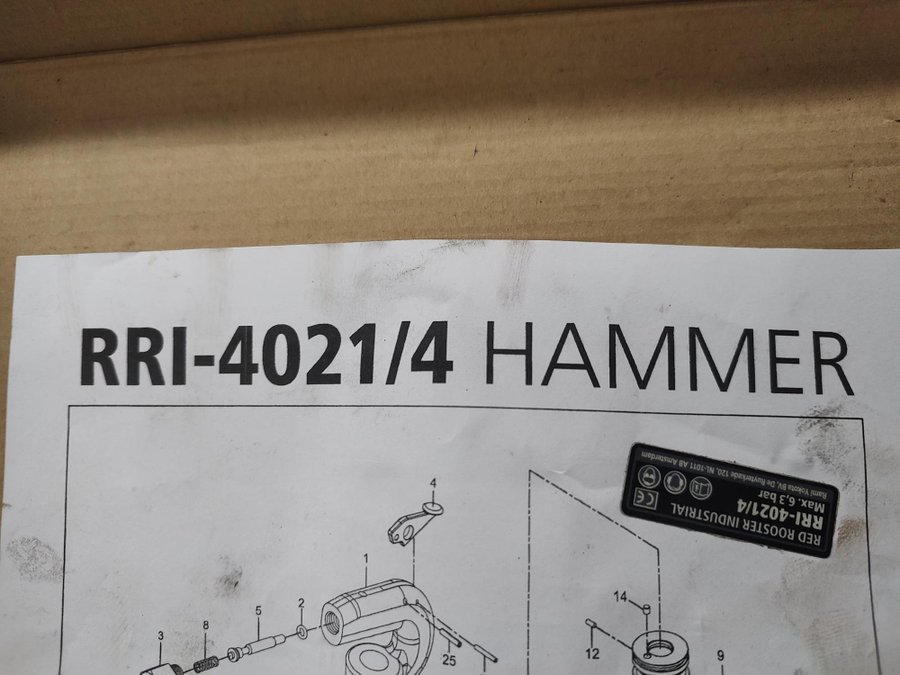 RRI-4021/4 HAMMER
RED ROOSTER INDUSTRIAL
RRI-4021/4
Max. 6,3 bar
CE
Rami Yokota BV, De Ruyterkade 120, NL-1011 AB Amsterdam
4
1
14
2
5
8
3
25
12
9